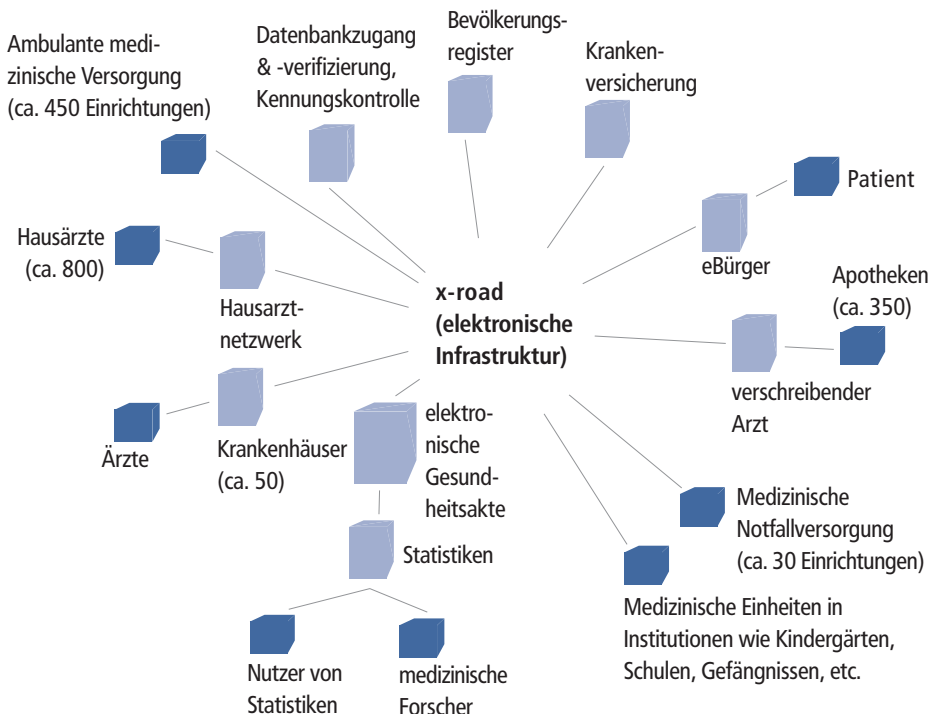 Ambulante medi-
zinische Versorgung
(ca. 450 Einrichtungen)
Datenbankzugang
& -verifizierung,
Kennungskontrolle
Bevölkerungs-
register
Kranken-
versicherung
Patient
eBürger
Hausärzte
(ca. 800)
Hausarzt-
netzwerk
x-road
(elektronische
Infrastruktur)
Apotheken
(ca. 350)
verschreibender
Arzt
Ärzte
Krankenhäuser
(ca. 50)
elektro-
nische
Gesund-
heitsakte
Statistiken
Medizinische
Notfallversorgung
(ca. 30 Einrichtungen)
Medizinische Einheiten in
Institutionen wie Kindergärten,
Schulen, Gefängnissen, etc.
Nutzer von
Statistiken
medizinische
Forscher